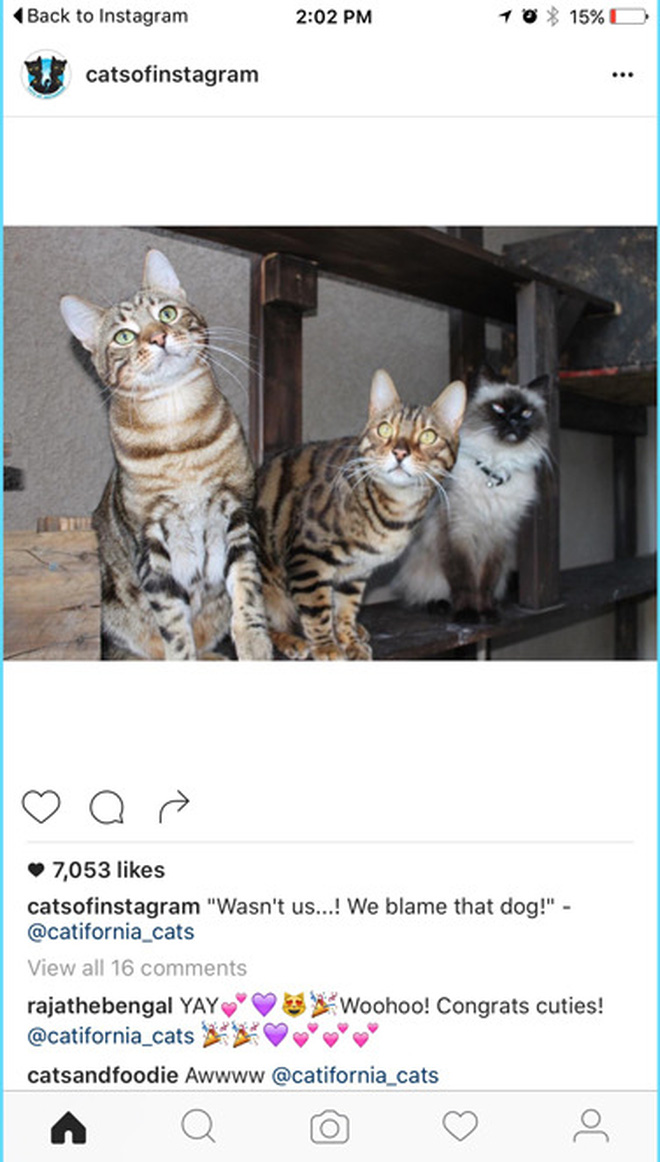 Back to Instagram 2:02 PM 15%
catsofinstagram
7,053 likes
catsofinstagram "Wasn't us...! We blame that dog!" -
@catifornia_cats
View all 16 comments
rajathebengal YAY💕💜😻🎉Woohoo! Congrats cuties!
@catifornia_cats 🎉🎉💜💕💕💕
catsandfoodie Awwww @catifornia_cats